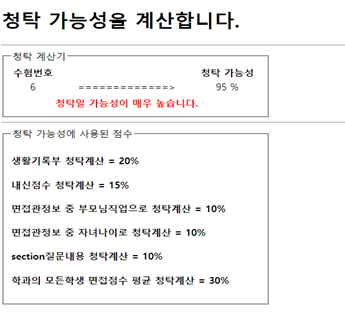 청탁 가능성을 계산합니다.
청탁 계산기
수험번호 청탁 가능성
6 =============> 95 %
청탁일 가능성이 매우 높습니다.
청탁 가능성에 사용된 점수
생활기록부 청탁계산 = 20%
내신점수 청탁계산 = 15%
면접관정보 중 부모님직업으로 청탁계산 = 10%
면접관정보 중 자녀나이로 청탁계산 = 10%
section질문내용 청탁계산 = 10%
학과의 모든학생 면접점수 평균 청탁계산 = 30%